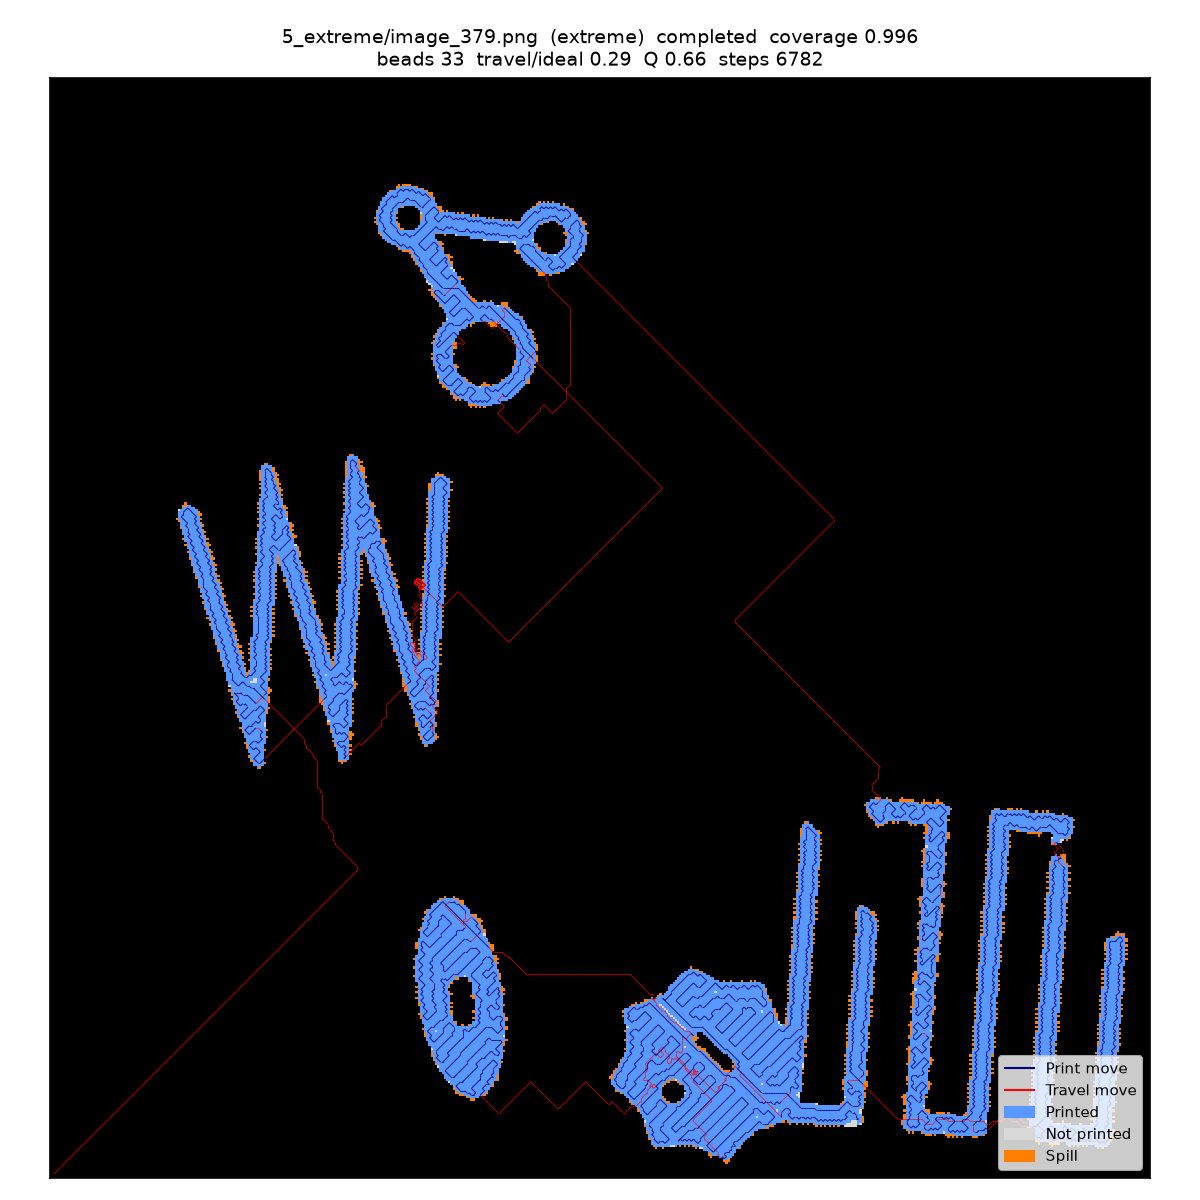 5_extreme/image_379.png (extreme) completed coverage 0.996
beads 33 travel/ideal 0.29 Q 0.66 steps 6782
Print move
Travel move
Printed
Not printed
Spill